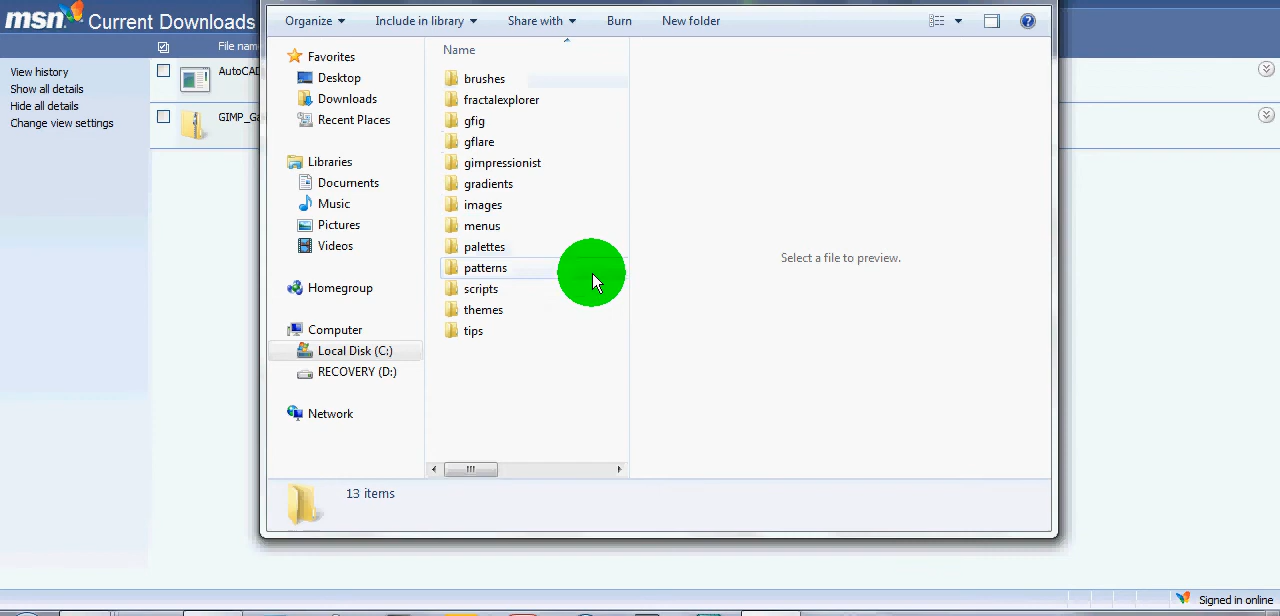 msn Current Downloads
File name
View history
Show all details
Hide all details
Change view settings
AutoCAD
GIMP_Ga
Organize
Include in library
Share with
Burn
New folder
Favorites
Desktop
Downloads
Recent Places
Libraries
Documents
Music
Pictures
Videos
Homegroup
Computer
Local Disk (C:)
RECOVERY (D:)
Network
Name
brushes
fractalexplorer
gfig
gflare
gimpressionist
gradients
images
menus
palettes
patterns
scripts
themes
tips
Select a file to preview.
13 items
Signed in online